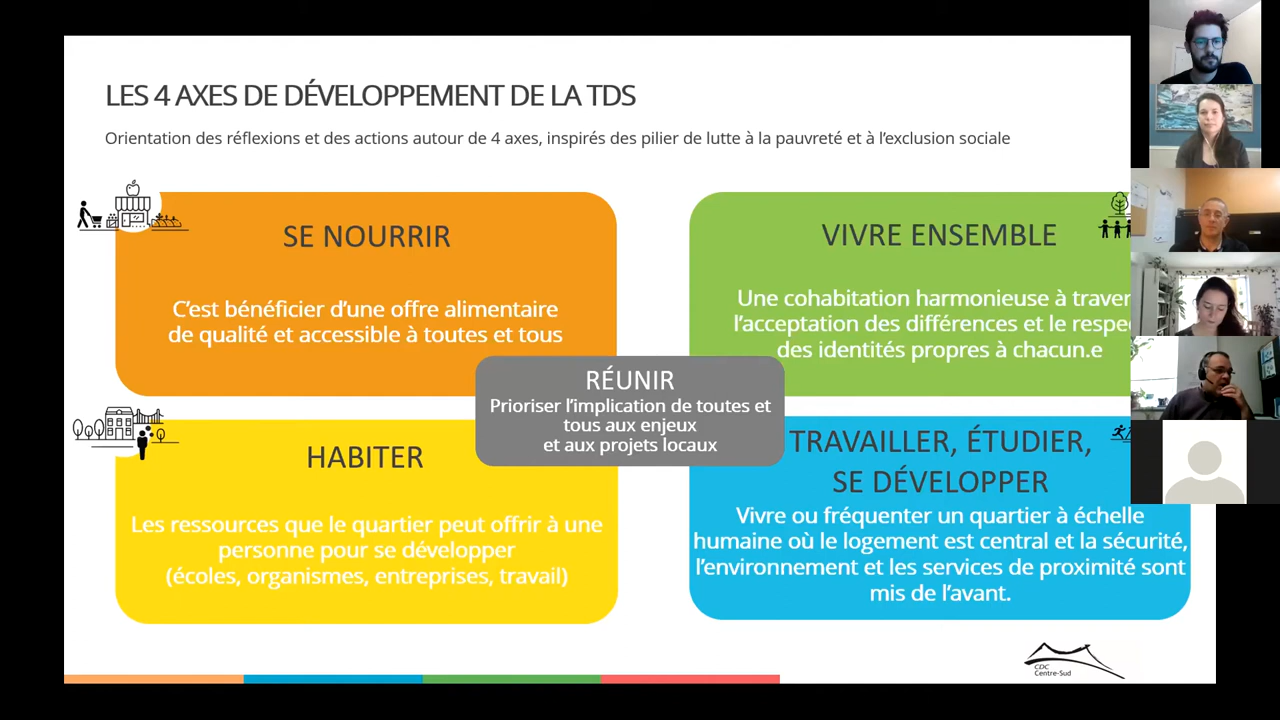 LES 4 AXES DE DÉVELOPPEMENT DE LA TDS
Orientation des réflexions et des actions autour de 4 axes, inspirés des pilier de lutte à la pauvreté et à l'exclusion sociale
SE NOURRIR
C'est bénéficier d'une offre alimentaire
de qualité et accessible à toutes et tous
VIVRE ENSEMBLE
Une cohabitation harmonieuse à traver
l'acceptation des différences et le respe
des identités propres à chacun.e
RÉUNIR
Prioriser l'implication de toutes et
tous aux enjeux
et aux projets locaux
HABITER
Les ressources que le quartier peut offrir à une
personne pour se développer
(écoles, organismes, entreprises, travail)
TRAVAILLER, ÉTUDIER,
SE DÉVELOPPER
Vivre ou fréquenter un quartier à échelle
humaine où le logement est central et la sécurité,
l'environnement et les services de proximité sont
mis de l'avant.
CDC
Centre-Sud